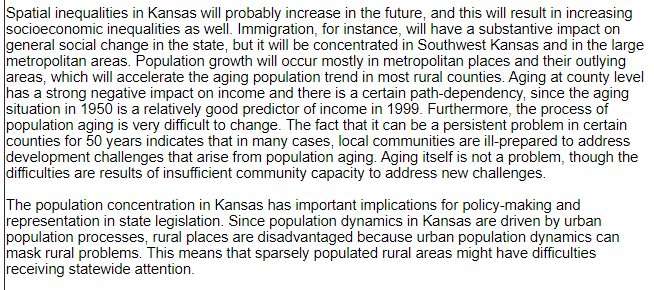 Spatial inequalities in Kansas will probably increase in the future, and this will result in increasing
socioeconomic inequalities as well. Immigration, for instance, will have a substantive impact on
general social change in the state, but it will be concentrated in Southwest Kansas and in the large
metropolitan areas. Population growth will occur mostly in metropolitan places and their outlying
areas, which will accelerate the aging population trend in most rural counties. Aging at county level
has a strong negative impact on income and there is a certain path-dependency, since the aging
situation in 1950 is a relatively good predictor of income in 1999. Furthermore, the process of
population aging is very difficult to change. The fact that it can be a persistent problem in certain
counties for 50 years indicates that in many cases, local communities are ill-prepared to address
development challenges that arise from population aging. Aging itself is not a problem, though the
difficulties are results of insufficient community capacity to address new challenges.

The population concentration in Kansas has important implications for policy-making and
representation in state legislation. Since population dynamics in Kansas are driven by urban
population processes, rural places are disadvantaged because urban population dynamics can
mask rural problems. This means that sparsely populated rural areas might have difficulties
receiving statewide attention.